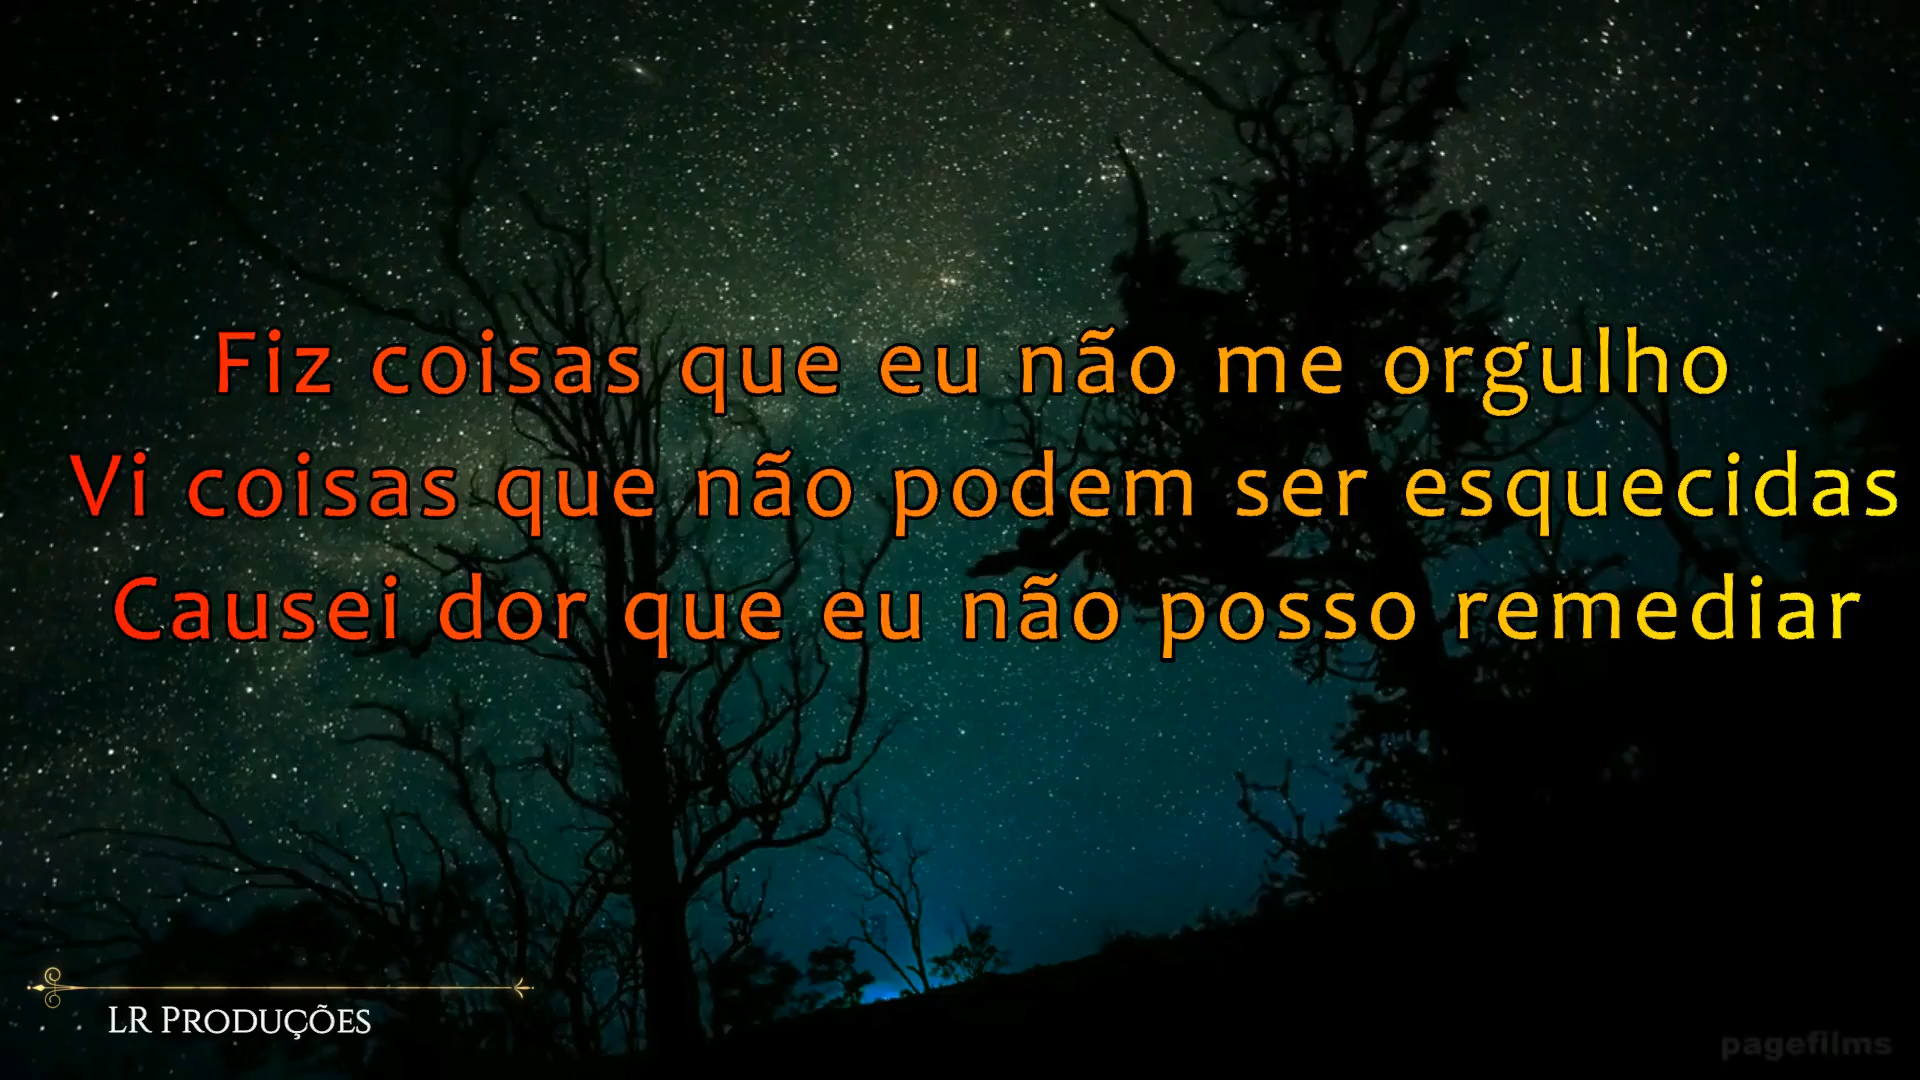 Fiz coisas que eu não me orgulho
Vi coisas que não podem ser esquecidas
Causei dor que eu não posso remediar
LR Produções
pagefilms